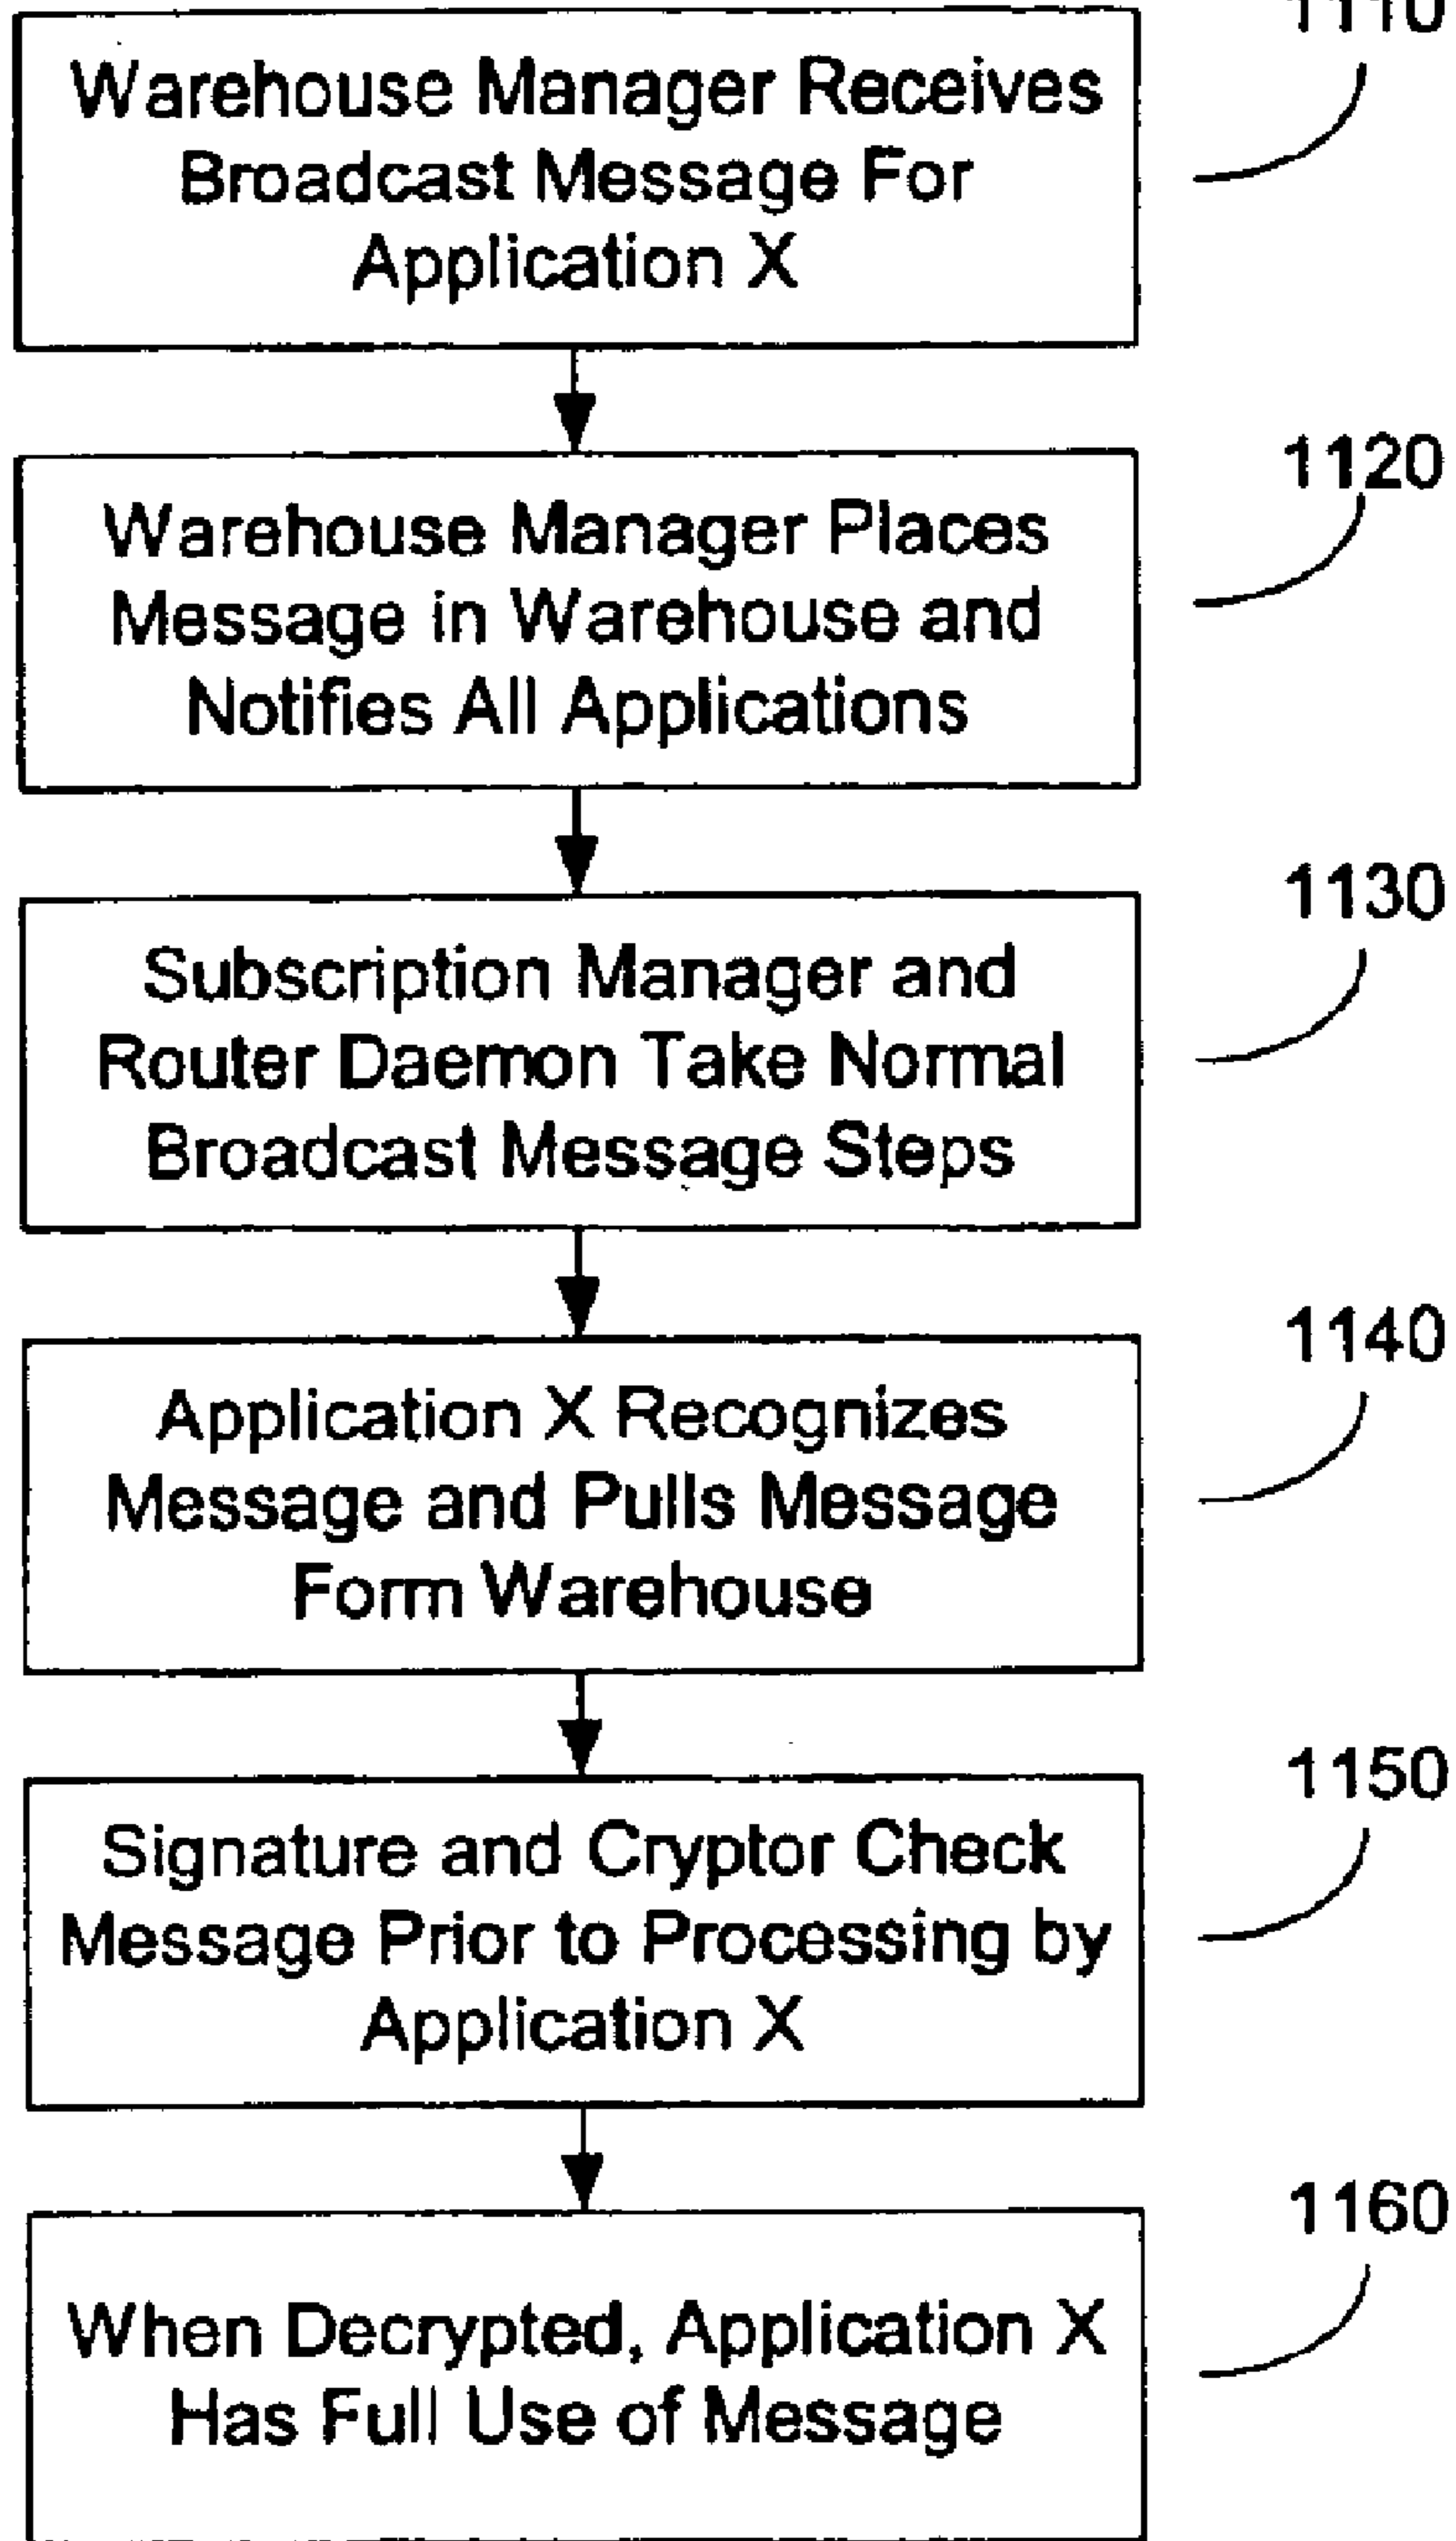 1110
Warehouse Manager Receives
Broadcast Message For
Application X
1120
Warehouse Manager Places
Message in Warehouse and
Notifies All Applications
1130
Subscription Manager and
Router Daemon Take Normal
Broadcast Message Steps
1140
Application X Recognizes
Message and Pulls Message
Form Warehouse
1150
Signature and Cryptor Check
Message Prior to Processing by
Application X
1160
When Decrypted, Application X
Has Full Use of Message